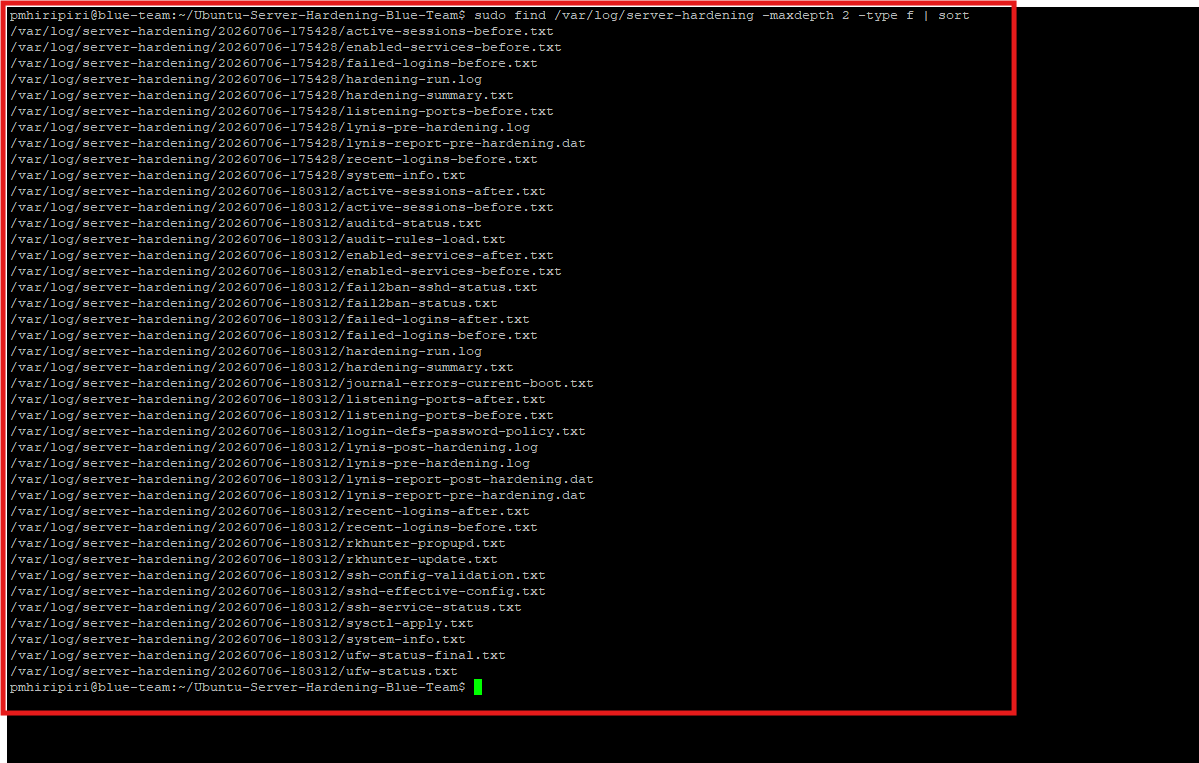 pmhiripiri@blue-team:~/Ubuntu-Server-Hardening-Blue-Team$ sudo find /var/log/server-hardening -maxdepth 2 -type f | sort
/var/log/server-hardening/20260706-175428/active-sessions-before.txt
/var/log/server-hardening/20260706-175428/enabled-services-before.txt
/var/log/server-hardening/20260706-175428/failed-logins-before.txt
/var/log/server-hardening/20260706-175428/hardening-run.log
/var/log/server-hardening/20260706-175428/hardening-summary.txt
/var/log/server-hardening/20260706-175428/listening-ports-before.txt
/var/log/server-hardening/20260706-175428/lynis-pre-hardening.log
/var/log/server-hardening/20260706-175428/lynis-report-pre-hardening.dat
/var/log/server-hardening/20260706-175428/recent-logins-before.txt
/var/log/server-hardening/20260706-175428/system-info.txt
/var/log/server-hardening/20260706-180312/active-sessions-after.txt
/var/log/server-hardening/20260706-180312/active-sessions-before.txt
/var/log/server-hardening/20260706-180312/auditd-status.txt
/var/log/server-hardening/20260706-180312/audit-rules-load.txt
/var/log/server-hardening/20260706-180312/enabled-services-after.txt
/var/log/server-hardening/20260706-180312/enabled-services-before.txt
/var/log/server-hardening/20260706-180312/fail2ban-sshd-status.txt
/var/log/server-hardening/20260706-180312/fail2ban-status.txt
/var/log/server-hardening/20260706-180312/failed-logins-after.txt
/var/log/server-hardening/20260706-180312/failed-logins-before.txt
/var/log/server-hardening/20260706-180312/hardening-run.log
/var/log/server-hardening/20260706-180312/hardening-summary.txt
/var/log/server-hardening/20260706-180312/journal-errors-current-boot.txt
/var/log/server-hardening/20260706-180312/listening-ports-after.txt
/var/log/server-hardening/20260706-180312/listening-ports-before.txt
/var/log/server-hardening/20260706-180312/login-defs-password-policy.txt
/var/log/server-hardening/20260706-180312/lynis-post-hardening.log
/var/log/server-hardening/20260706-180312/lynis-pre-hardening.log
/var/log/server-hardening/20260706-180312/lynis-report-post-hardening.dat
/var/log/server-hardening/20260706-180312/lynis-report-pre-hardening.dat
/var/log/server-hardening/20260706-180312/recent-logins-after.txt
/var/log/server-hardening/20260706-180312/recent-logins-before.txt
/var/log/server-hardening/20260706-180312/rkhunter-propupd.txt
/var/log/server-hardening/20260706-180312/rkhunter-update.txt
/var/log/server-hardening/20260706-180312/ssh-config-validation.txt
/var/log/server-hardening/20260706-180312/sshd-effective-config.txt
/var/log/server-hardening/20260706-180312/ssh-service-status.txt
/var/log/server-hardening/20260706-180312/sysctl-apply.txt
/var/log/server-hardening/20260706-180312/system-info.txt
/var/log/server-hardening/20260706-180312/ufw-status-final.txt
/var/log/server-hardening/20260706-180312/ufw-status.txt
pmhiripiri@blue-team:~/Ubuntu-Server-Hardening-Blue-Team$